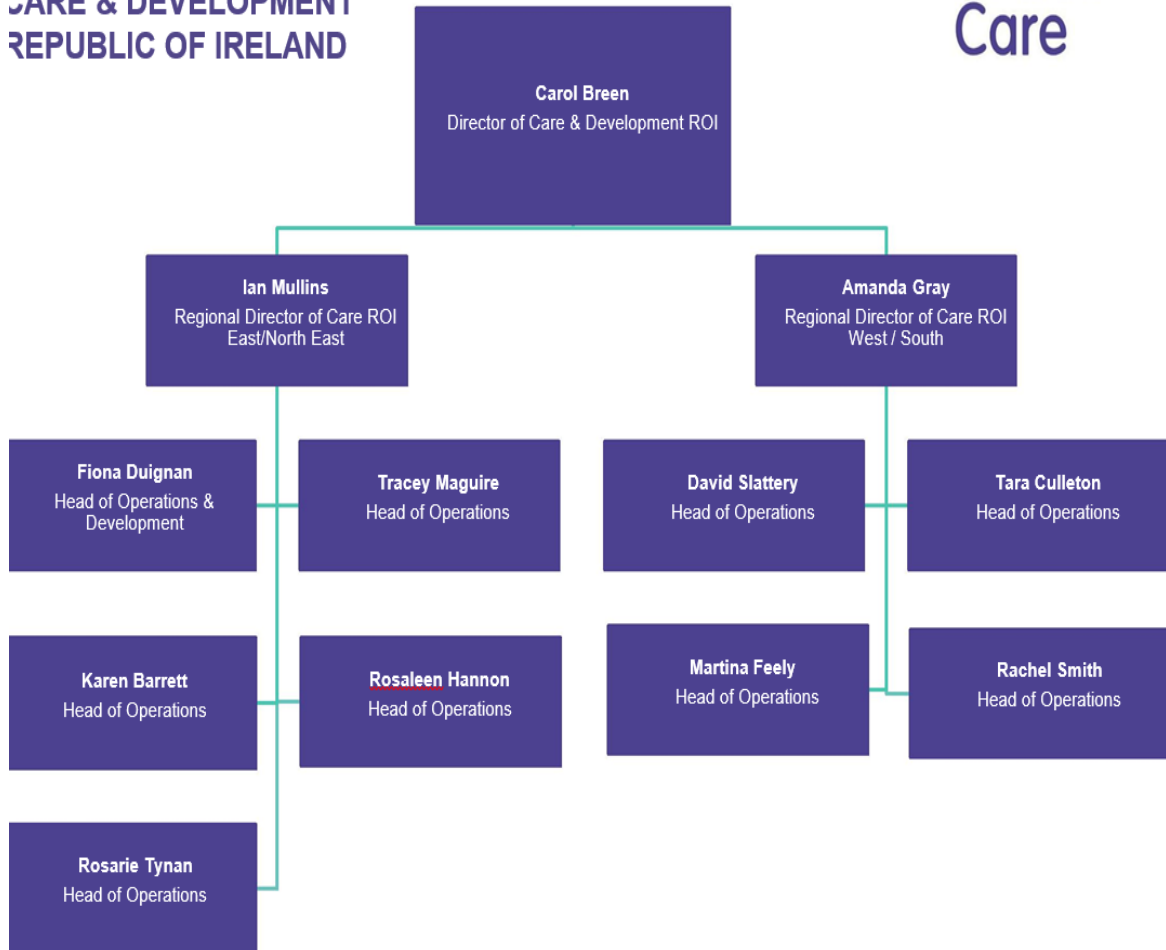 CARE & DEVELOPMENT
REPUBLIC OF IRELAND
Care
Carol Breen
Director of Care & Development ROI
Ian Mullins
Regional Director of Care ROI
East/North East
Amanda Gray
Regional Director of Care ROI
West / South
Fiona Duignan
Head of Operations &
Development
Tracey Maguire
Head of Operations
David Slattery
Head of Operations
Tara Culleton
Head of Operations
Karen Barrett
Head of Operations
Rosaleen Hannon
Head of Operations
Martina Feely
Head of Operations
Rachel Smith
Head of Operations
Rosarie Tynan
Head of Operations